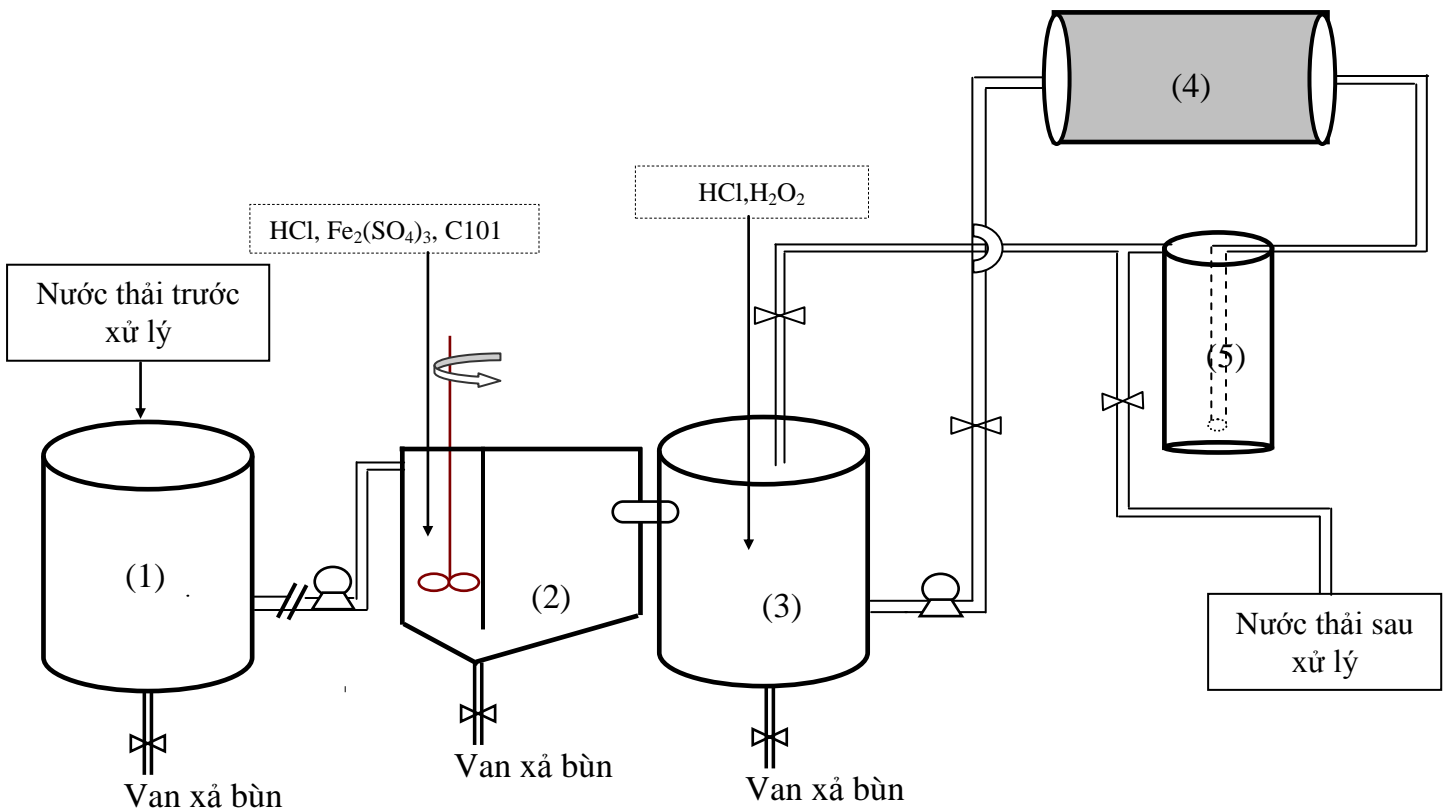 (4)
HCl,H₂O₂
HCl, Fe₂(SO₄)₃, C101
Nước thải trước
xử lý
(5)
(1)
(2)
(3)
Nước thải sau
xử lý
Van xả bùn
Van xả bùn
Van xả bùn